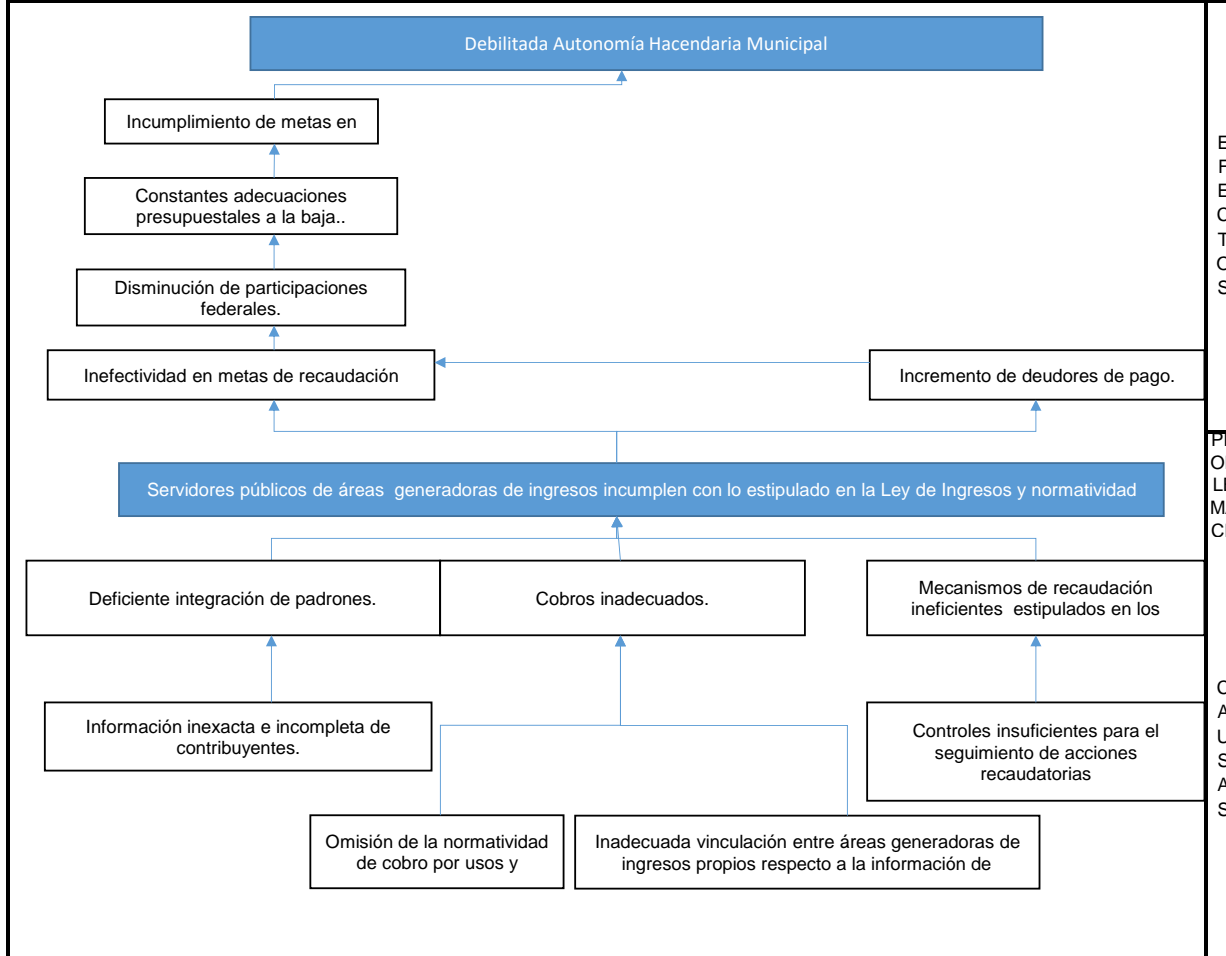 Debilitada Autonomía Hacendaria Municipal
Incumplimiento de metas en
Constantes adecuaciones
presupuestales a la baja..
Disminución de participaciones
federales.
Inefectividad en metas de recaudación
Incremento de deudores de pago.
Servidores públicos de áreas generadoras de ingresos incumplen con lo estipulado en la Ley de Ingresos y normatividad
Deficiente integración de padrones.
Cobros inadecuados.
Mecanismos de recaudación
ineficientes estipulados en los
Información inexacta e incompleta de
contribuyentes.
Controles insuficientes para el
seguimiento de acciones
recaudatorias
Omisión de la normatividad
de cobro por usos y
Inadecuada vinculación entre áreas generadoras de
ingresos propios respecto a la información de
E
F
E
C
T
O
S
C
A
U
S
A
S